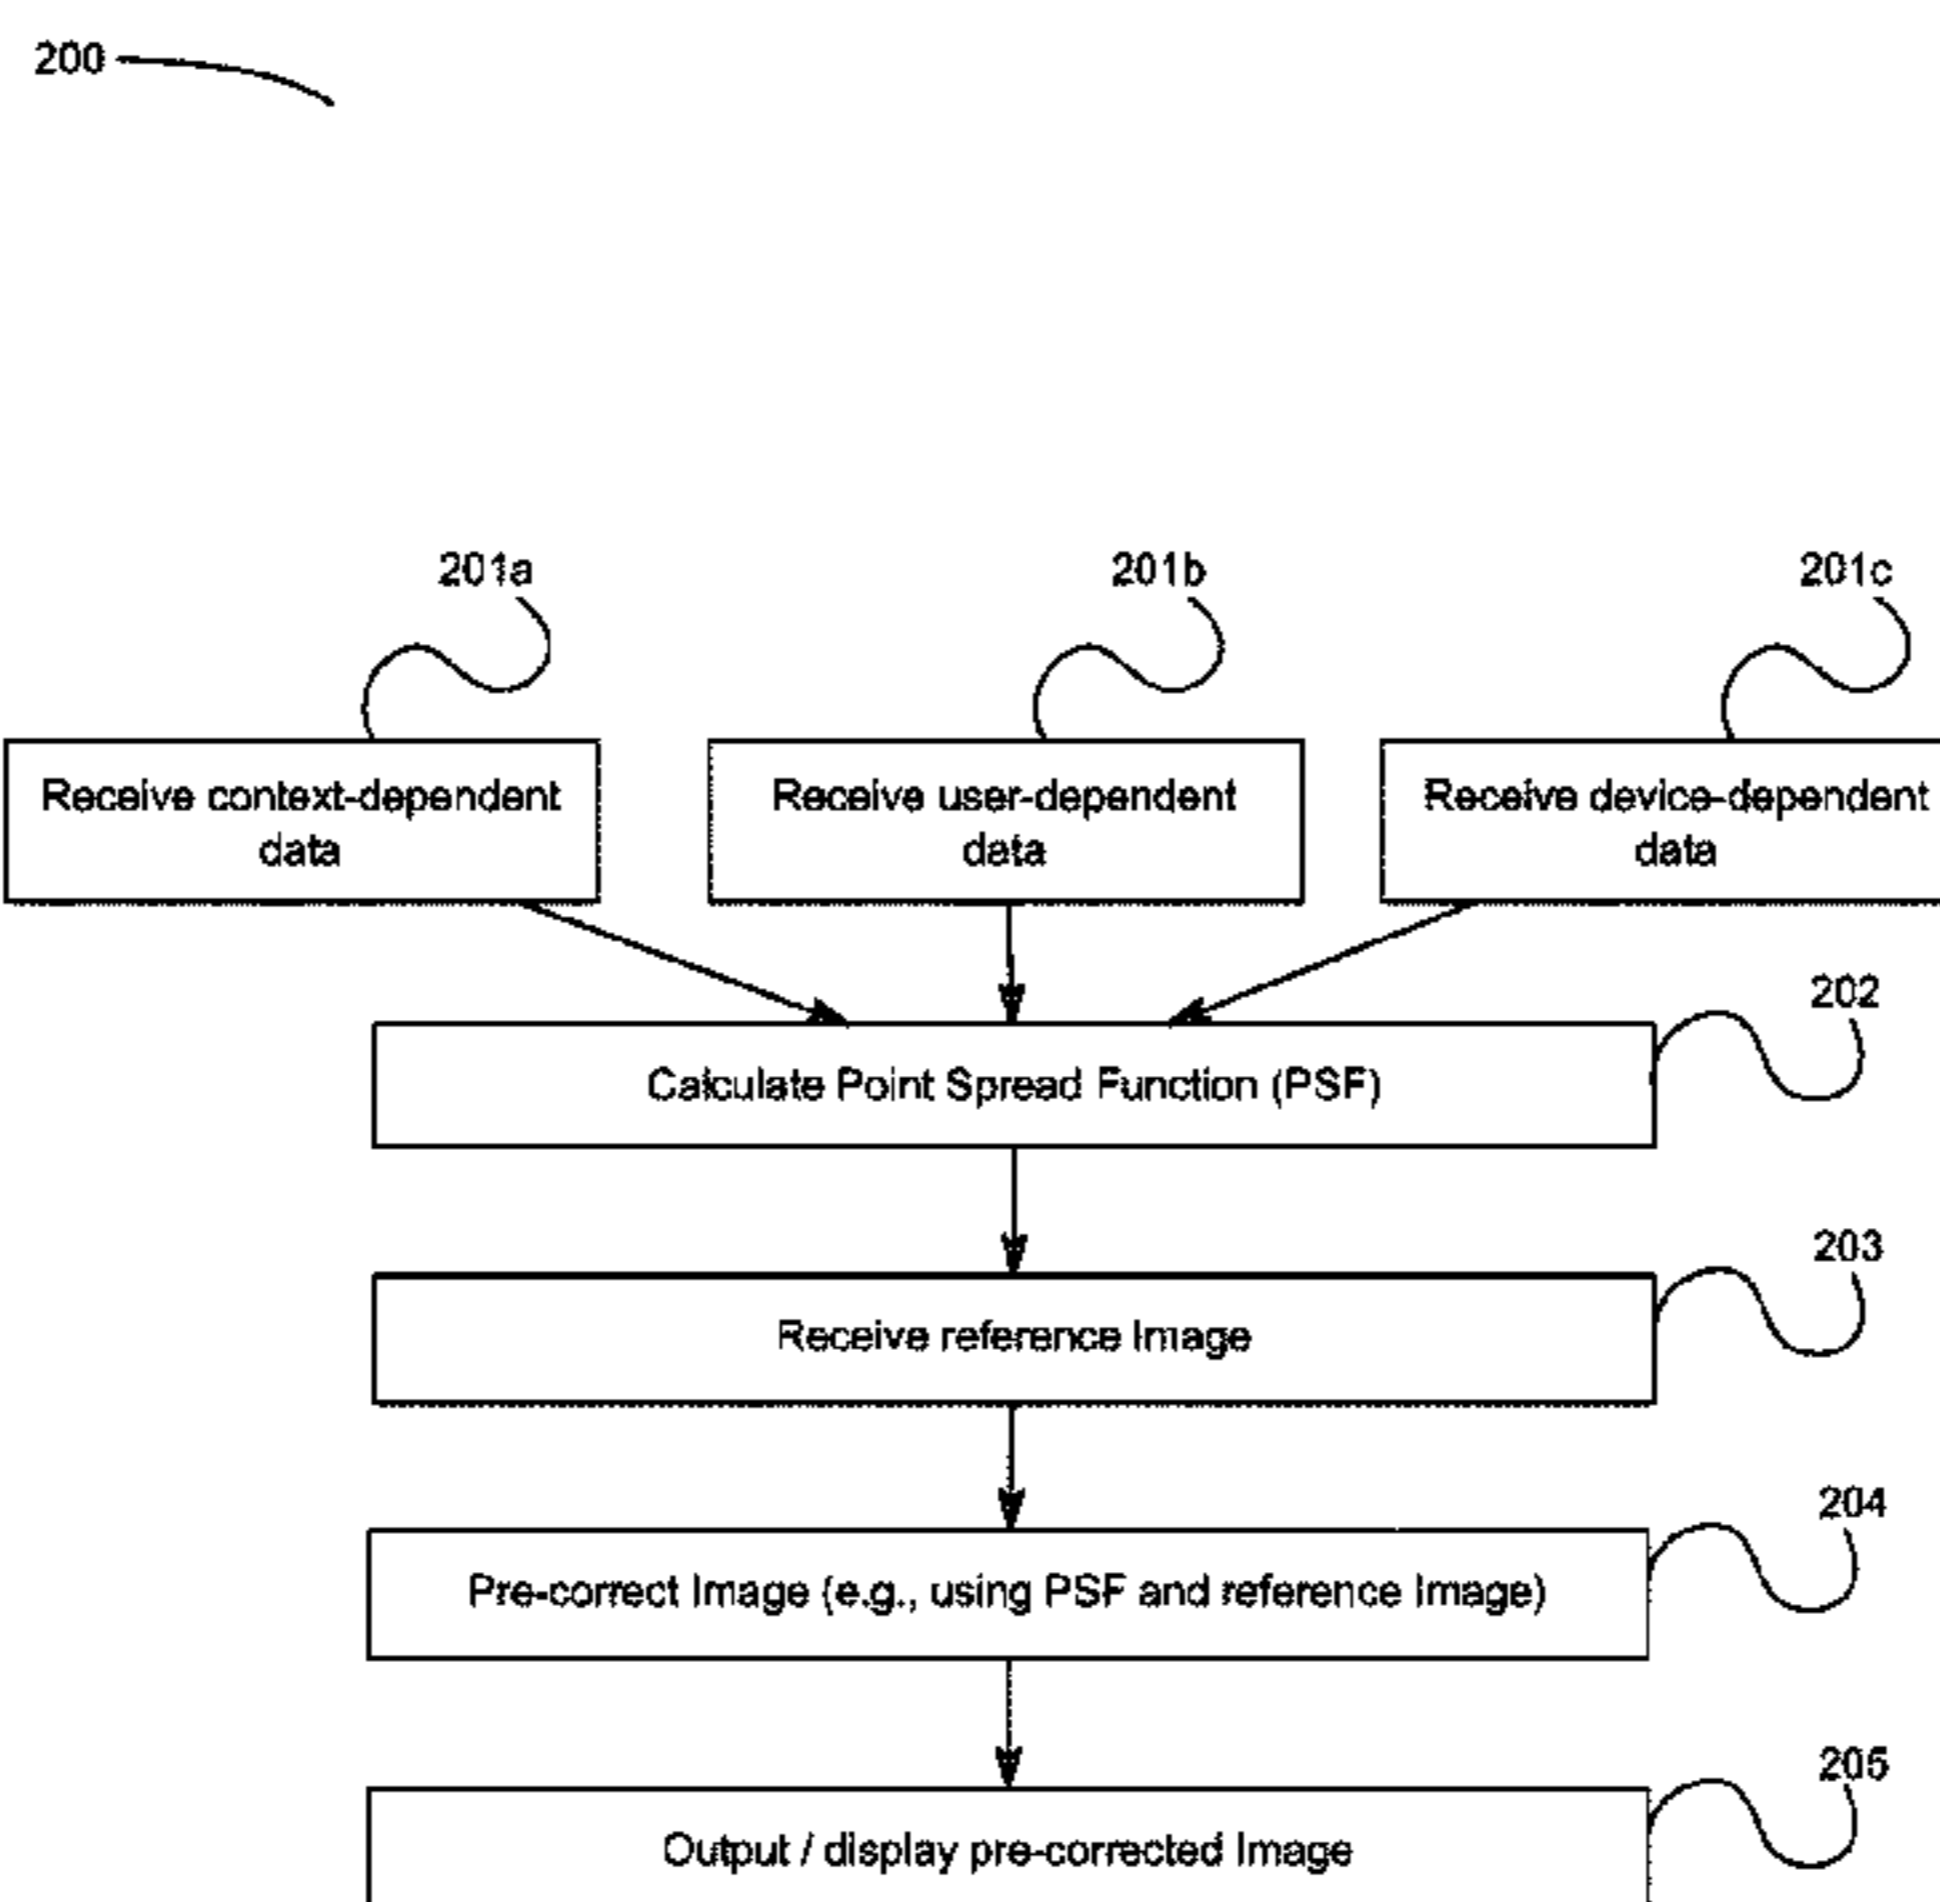 200
201a
201b
201c
Receive context-dependent
data
Receive user-dependent
data
Receive device-dependent
data
202
Calculate Point Spread Function (PSF)
203
Receive reference Image
204
Pre-correct Image (e.g., using PSF and reference Image)
205
Output / display pre-corrected Image